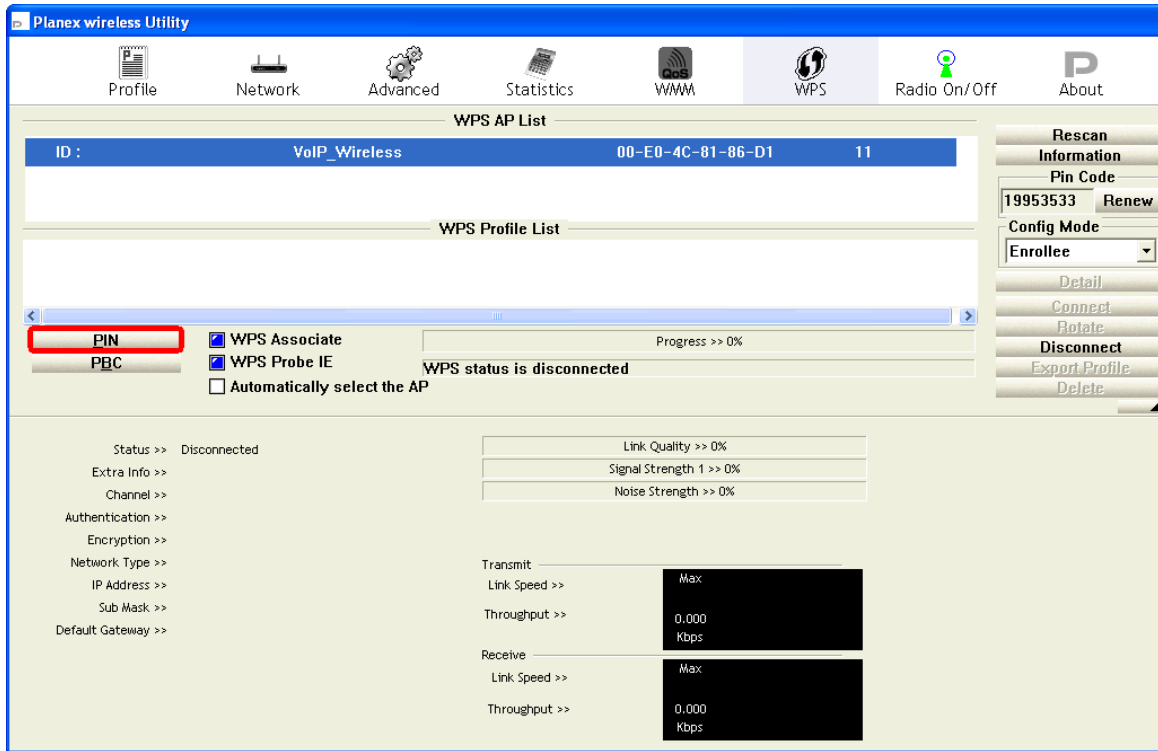 Planex wireless Utility
Profile Network Advanced Statistics QoS WMM WPS Radio On/Off About
WPS AP List
ID : VoIP_Wireless 00-E0-4C-81-86-D1 11
Rescan
Information
Pin Code
19953533 Renew
WPS Profile List
Config Mode
Enrollee
Detail
Connect
Rotate
Disconnect
Export Profile
Delete
PIN WPS Associate Progress >> 0%
PBC WPS Probe IE WPS status is disconnected
Automatically select the AP
Status >> Disconnected
Extra Info >>
Channel >>
Authentication >>
Encryption >>
Network Type >>
IP Address >>
Sub Mask >>
Default Gateway >>
Link Quality >> 0%
Signal Strength 1 >> 0%
Noise Strength >> 0%
Transmit
Link Speed >> Max
Throughput >> 0.000
Kbps
Receive
Link Speed >> Max
Throughput >> 0.000
Kbps